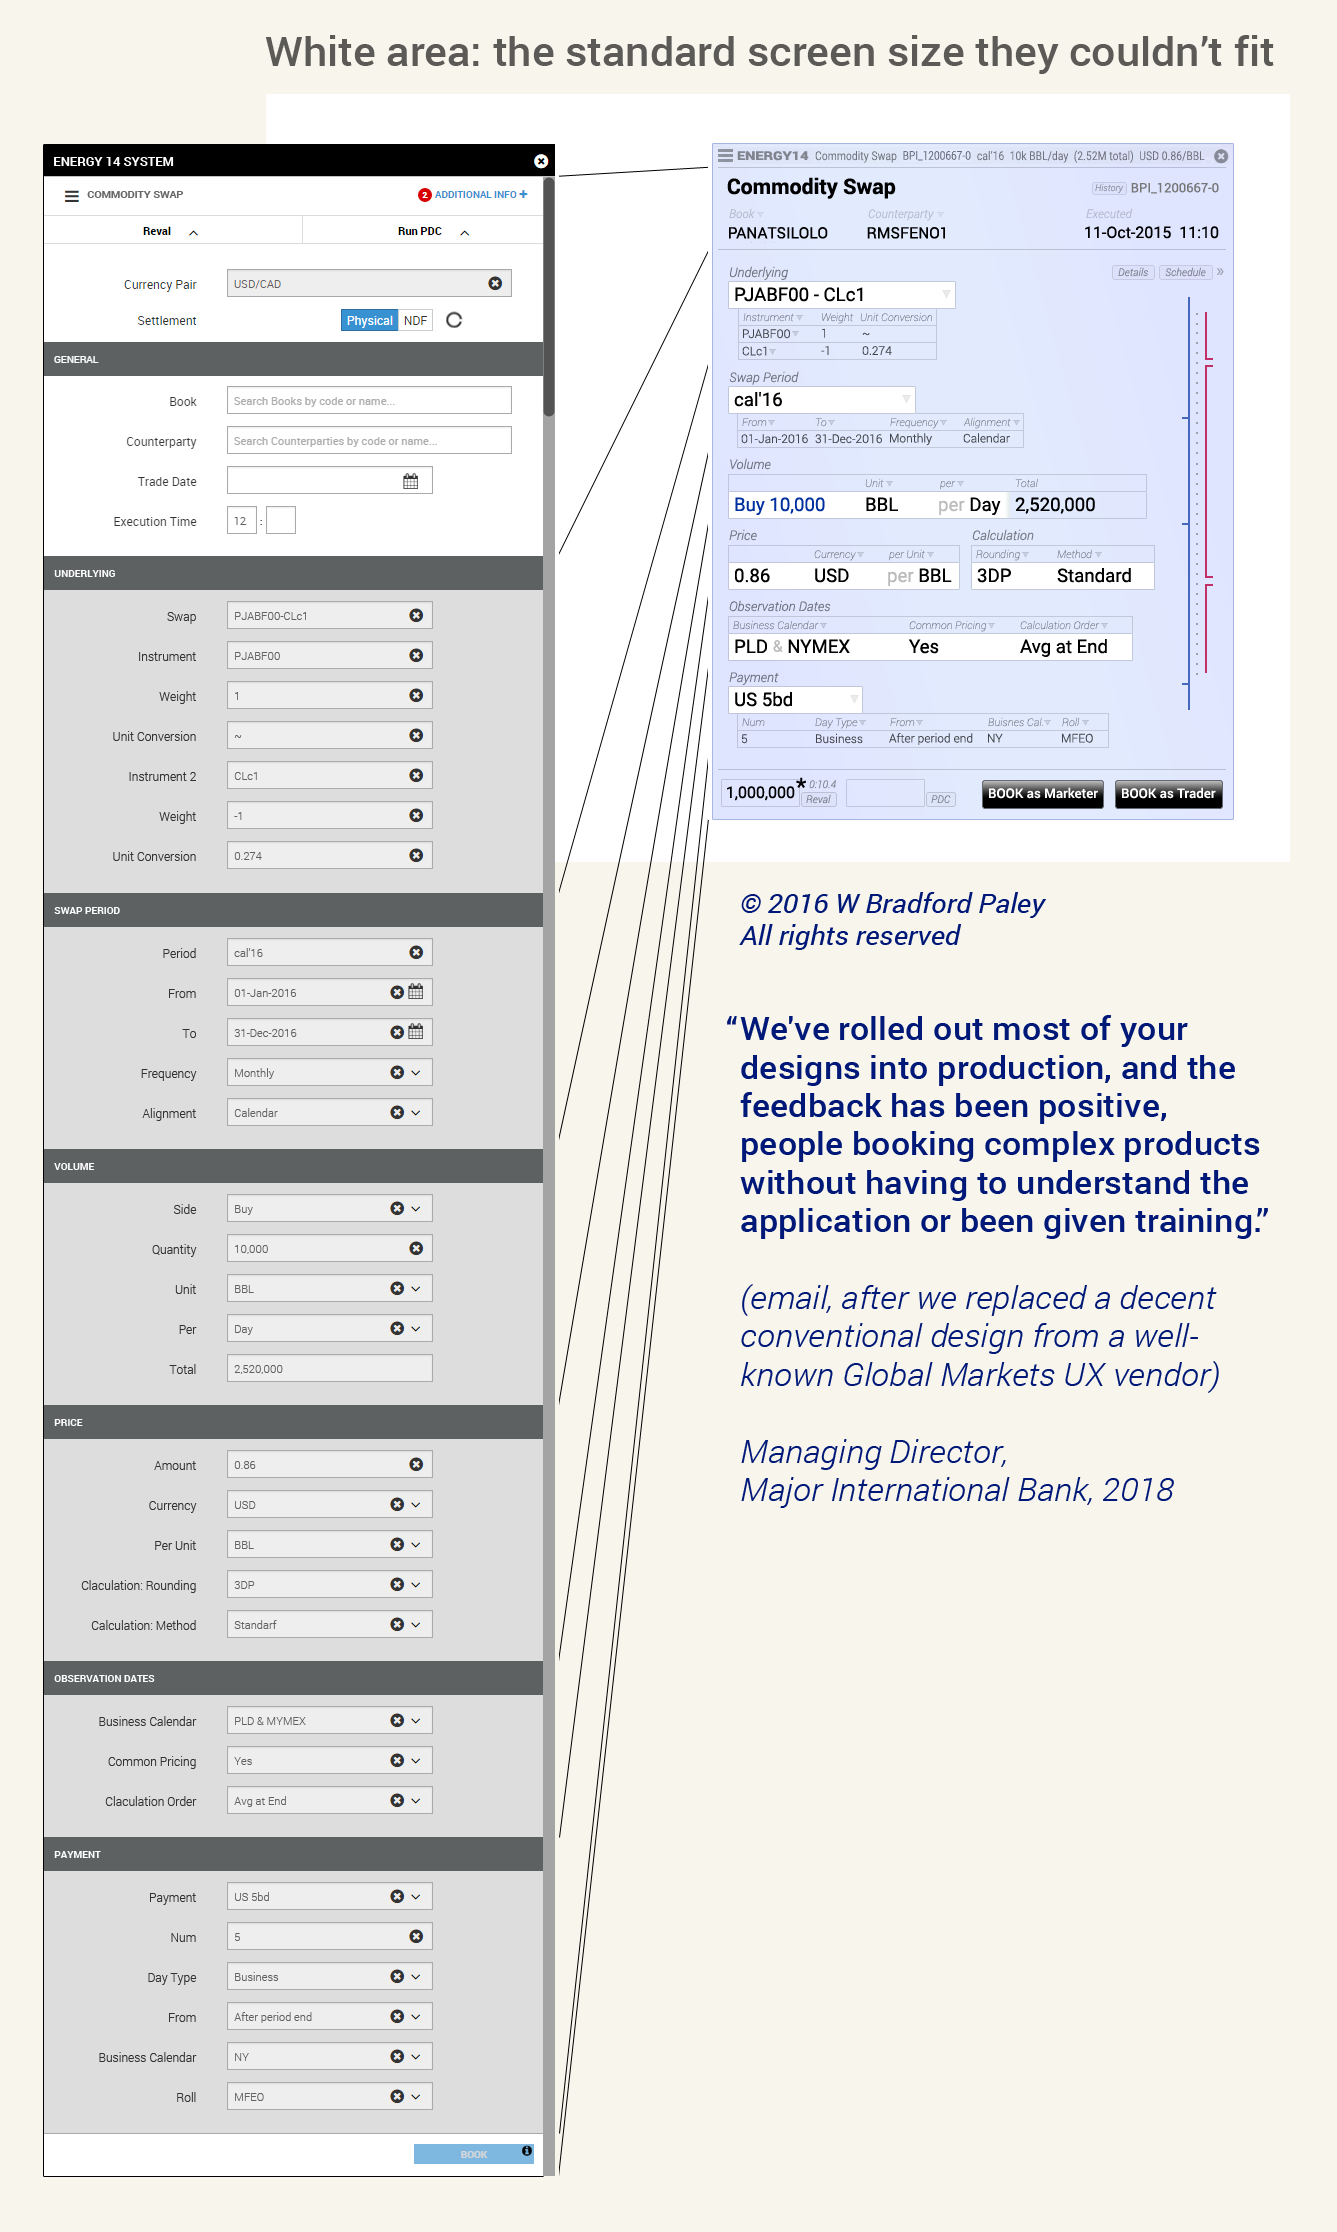 White area: the standard screen size they couldn’t fit
ENERGY 14 SYSTEM
COMMODITY SWAP
2 ADDITIONAL INFO +
Reval
Run PDC
Currency Pair USD/CAD
Settlement Physical NDF
GENERAL
Book Search Books by code or name...
Counterparty Search Counterparties by code or name...
Trade Date
Execution Time 12 :
UNDERLYING
Swap PJABF00-CLc1
Instrument PJABF00
Weight 1
Unit Conversion ~
Instrument 2 CLc1
Weight -1
Unit Conversion 0.274
SWAP PERIOD
Period cal'16
From 01-Jan-2016
To 31-Dec-2016
Frequency Monthly
Alignment Calendar
VOLUME
Side Buy
Quantity 10,000
Unit BBL
Per Day
Total 2,520,000
PRICE
Amount 0.86
Currency USD
Per Unit BBL
Claculation: Rounding 3DP
Calculation: Method Standarf
OBSERVATION DATES
Business Calendar PLD & MYMEX
Common Pricing Yes
Claculation Order Avg at End
PAYMENT
Payment US 5bd
Num 5
Day Type Business
From After period end
Business Calendar NY
Roll MFEO
BOOK
ENERGY14 Commodity Swap BPI_1200667-0 cal'16 10k BBL/day (2.52M total) USD 0.86/BBL
Commodity Swap
History BPI_1200667-0
Book Counterparty Executed
PANATSILOLO RMSFENO1 11-Oct-2015 11:10
Underlying
Details Schedule »
PJABF00 - CLc1
Instrument Weight Unit Conversion
PJABF00 1 ~
CLc1 -1 0.274
Swap Period
cal'16
From To Frequency Alignment
01-Jan-2016 31-Dec-2016 Monthly Calendar
Volume
Unit per Total
Buy 10,000 BBL per Day 2,520,000
Price Calculation
Currency per Unit Rounding Method
0.86 USD per BBL 3DP Standard
Observation Dates
Business Calendar Common Pricing Calculation Order
PLD & NYMEX Yes Avg at End
Payment
US 5bd
Num Day Type From Buisnes Cal. Roll
5 Business After period end NY MFEO
1,000,000* 0:10.4 Reval PDC
BOOK as Marketer BOOK as Trader
© 2016 W Bradford Paley
All rights reserved
“We’ve rolled out most of your
designs into production, and the
feedback has been positive,
people booking complex products
without having to understand the
application or been given training.”
(email, after we replaced a decent
conventional design from a well-
known Global Markets UX vendor)
Managing Director,
Major International Bank, 2018